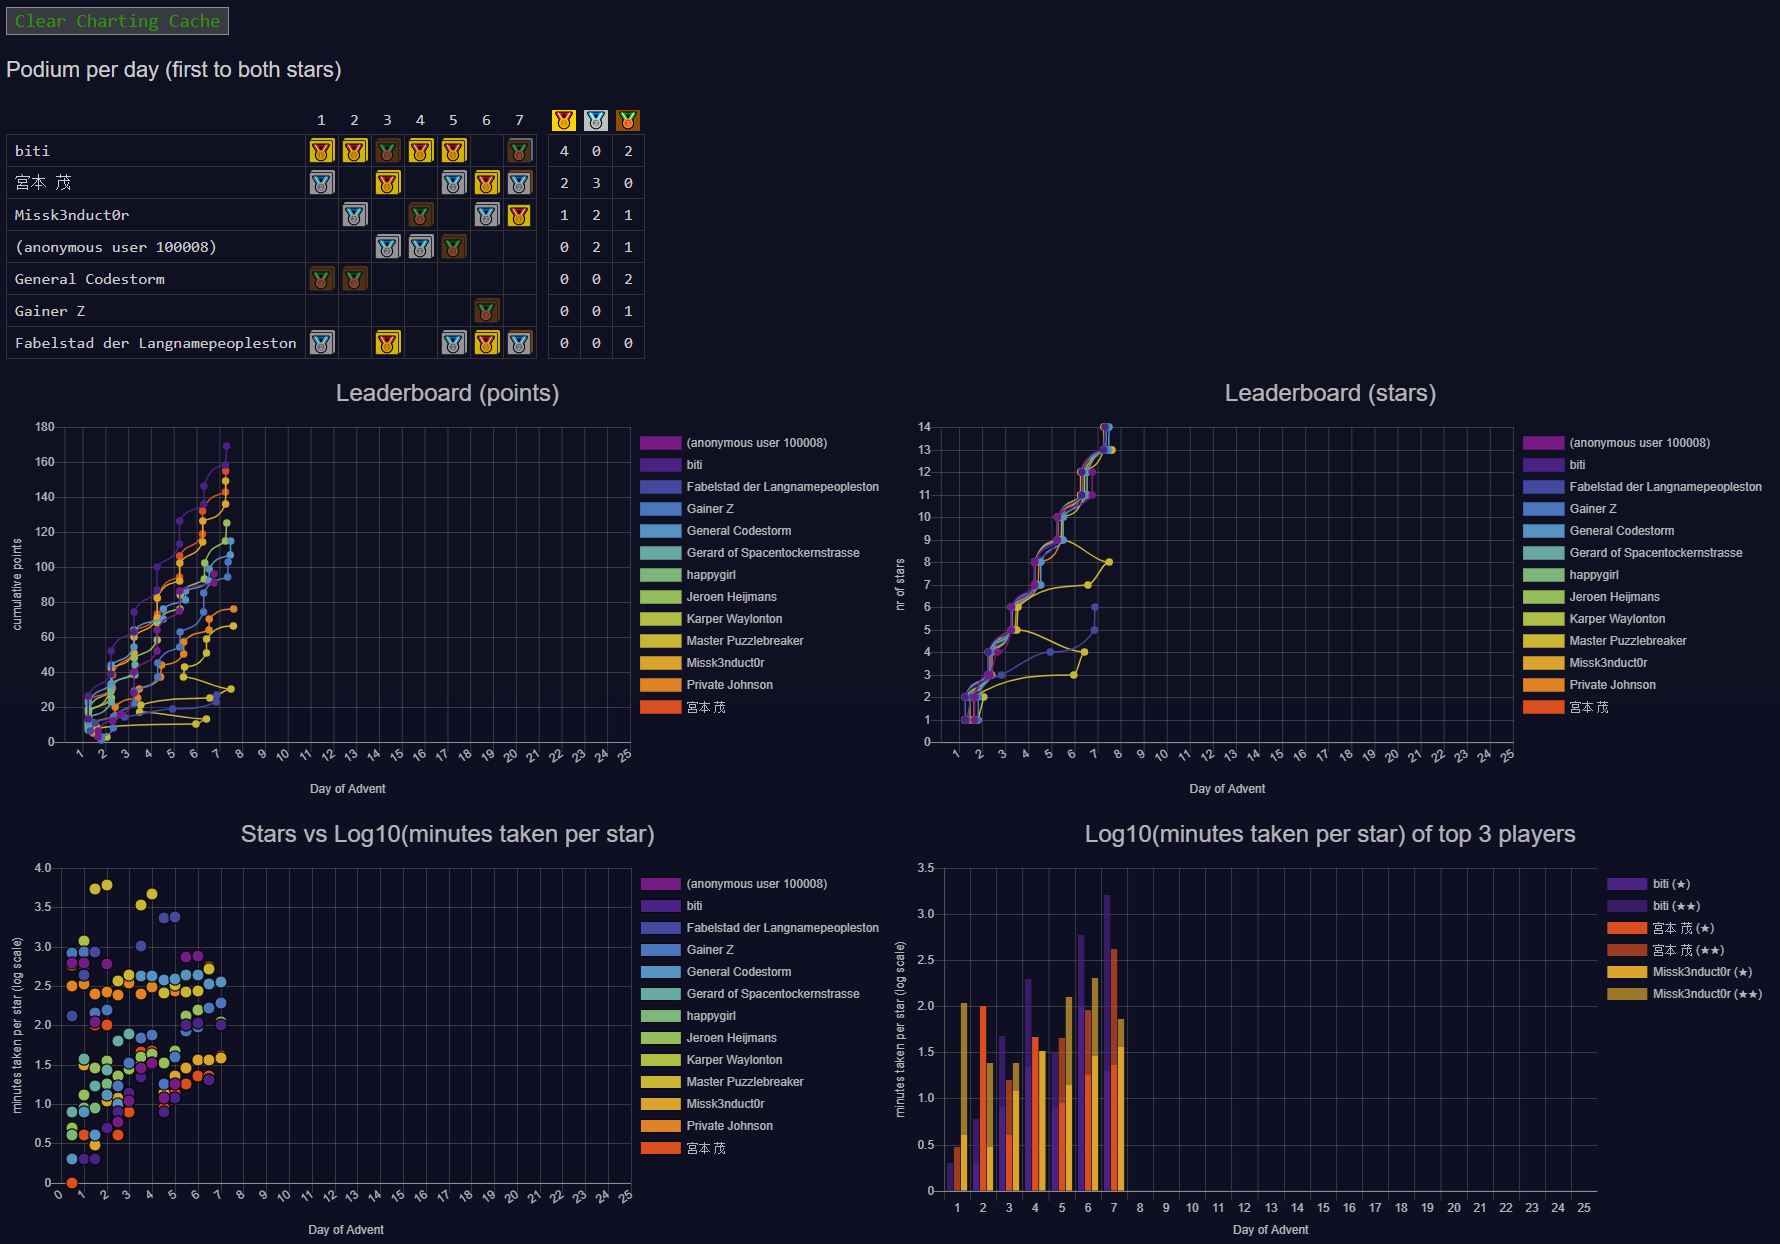 Clear Charting Cache
Podium per day (first to both stars)
1 2 3 4 5 6 7
biti 4 0 2
宮本 茂 2 3 0
Missk3nduct0r 1 2 1
(anonymous user 100008) 0 2 1
General Codestorm 0 0 2
Gainer Z 0 0 1
Fabelstad der Langnamepeopleston 0 0 0
Leaderboard (points)
cumulative points
180
160
140
120
100
80
60
40
20
0
1 2 3 4 5 6 7 8 9 10 11 12 13 14 15 16 17 18 19 20 21 22 23 24 25
Day of Advent
(anonymous user 100008)
biti
Fabelstad der Langnamepeopleston
Gainer Z
General Codestorm
Gerard of Spacentockernstrasse
happygirl
Jeroen Heijmans
Karper Waylonton
Master Puzzlebreaker
Missk3nduct0r
Private Johnson
宮本 茂
Leaderboard (stars)
nr of stars
14
13
12
11
10
9
8
7
6
5
4
3
2
1
0
1 2 3 4 5 6 7 8 9 10 11 12 13 14 15 16 17 18 19 20 21 22 23 24 25
Day of Advent
(anonymous user 100008)
biti
Fabelstad der Langnamepeopleston
Gainer Z
General Codestorm
Gerard of Spacentockernstrasse
happygirl
Jeroen Heijmans
Karper Waylonton
Master Puzzlebreaker
Missk3nduct0r
Private Johnson
宮本 茂
Stars vs Log10(minutes taken per star)
minutes taken per star (log scale)
4.0
3.5
3.0
2.5
2.0
1.5
1.0
0.5
0
0 1 2 3 4 5 6 7 8 9 10 11 12 13 14 15 16 17 18 19 20 21 22 23 24 25
Day of Advent
(anonymous user 100008)
biti
Fabelstad der Langnamepeopleston
Gainer Z
General Codestorm
Gerard of Spacentockernstrasse
happygirl
Jeroen Heijmans
Karper Waylonton
Master Puzzlebreaker
Missk3nduct0r
Private Johnson
宮本 茂
Log10(minutes taken per star) of top 3 players
minutes taken per star (log scale)
3.5
3.0
2.5
2.0
1.5
1.0
0.5
0
1 2 3 4 5 6 7 8 9 10 11 12 13 14 15 16 17 18 19 20 21 22 23 24 25
Day of Advent
biti (★)
biti (★★)
宮本 茂 (★)
宮本 茂 (★★)
Missk3nduct0r (★)
Missk3nduct0r (★★)